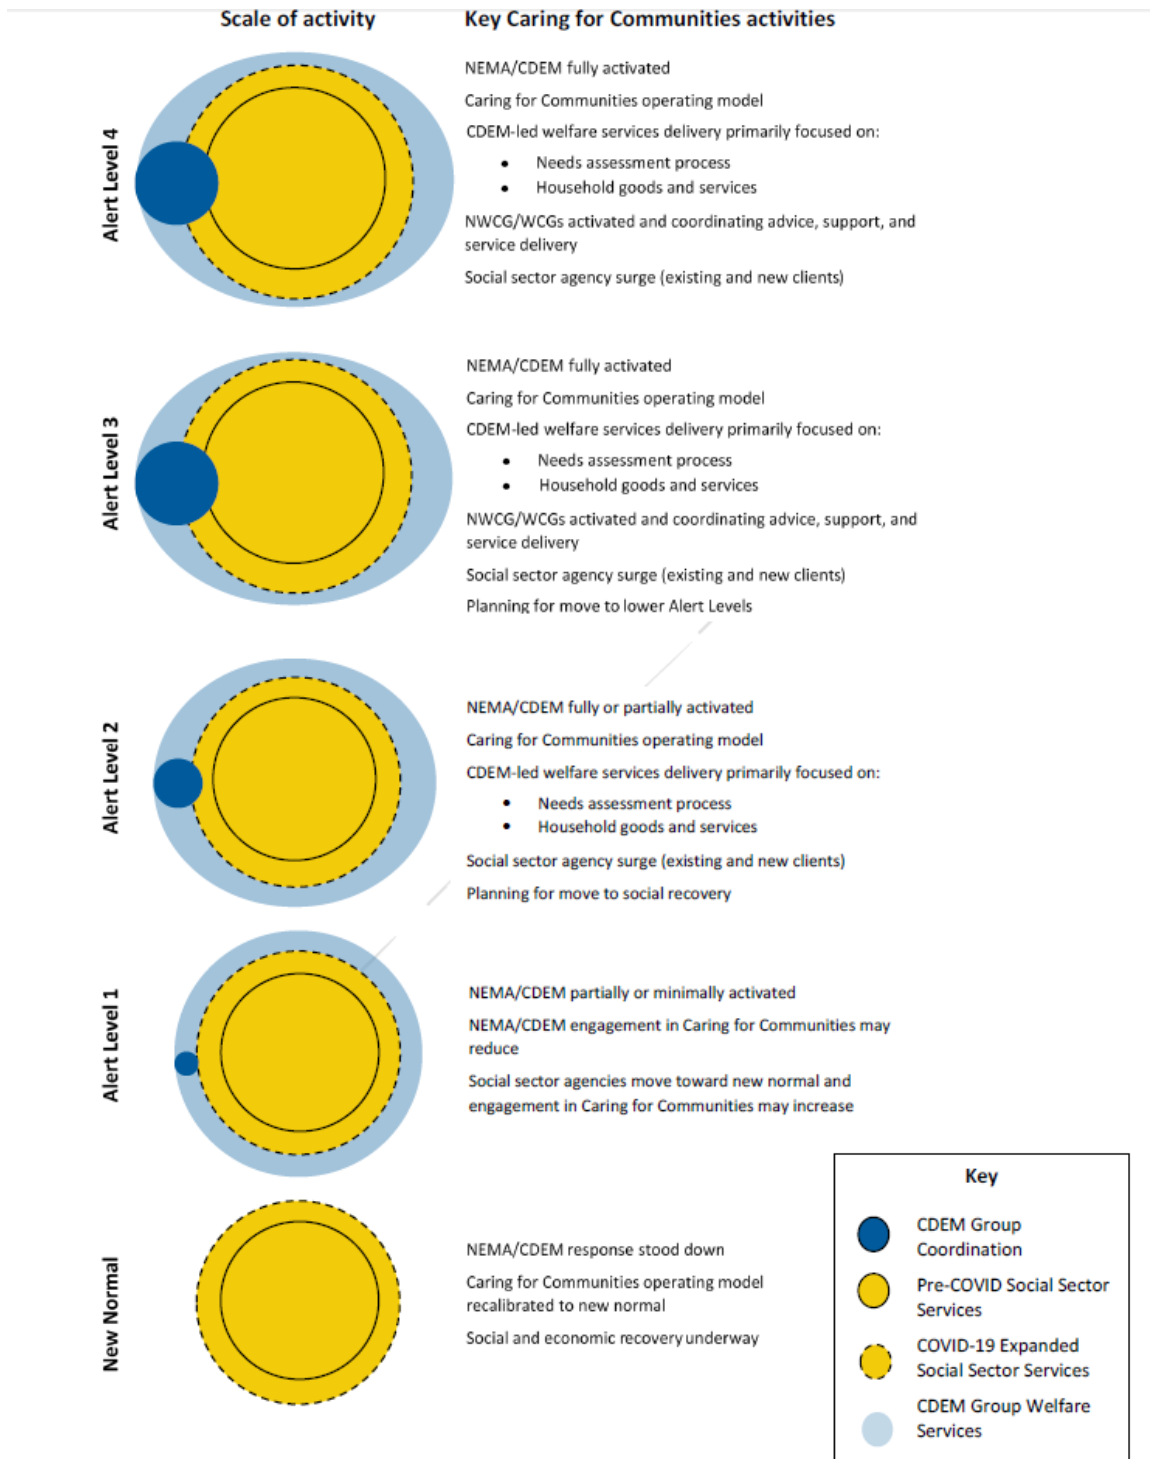 Scale of activity
Key Caring for Communities activities
Alert Level 4
NEMA/CDEM fully activated
Caring for Communities operating model
CDEM-led welfare services delivery primarily focused on:
• Needs assessment process
• Household goods and services
NWCG/WCGs activated and coordinating advice, support, and
service delivery
Social sector agency surge (existing and new clients)
Alert Level 3
NEMA/CDEM fully activated
Caring for Communities operating model
CDEM-led welfare services delivery primarily focused on:
• Needs assessment process
• Household goods and services
NWCG/WCGs activated and coordinating advice, support, and
service delivery
Social sector agency surge (existing and new clients)
Planning for move to lower Alert Levels
Alert Level 2
NEMA/CDEM fully or partially activated
Caring for Communities operating model
CDEM-led welfare services delivery primarily focused on:
• Needs assessment process
• Household goods and services
Social sector agency surge (existing and new clients)
Planning for move to social recovery
Alert Level 1
NEMA/CDEM partially or minimally activated
NEMA/CDEM engagement in Caring for Communities may
reduce
Social sector agencies move toward new normal and
engagement in Caring for Communities may increase
New Normal
NEMA/CDEM response stood down
Caring for Communities operating model
recalibrated to new normal
Social and economic recovery underway
Key
CDEM Group
Coordination
Pre-COVID Social Sector
Services
COVID-19 Expanded
Social Sector Services
CDEM Group Welfare
Services